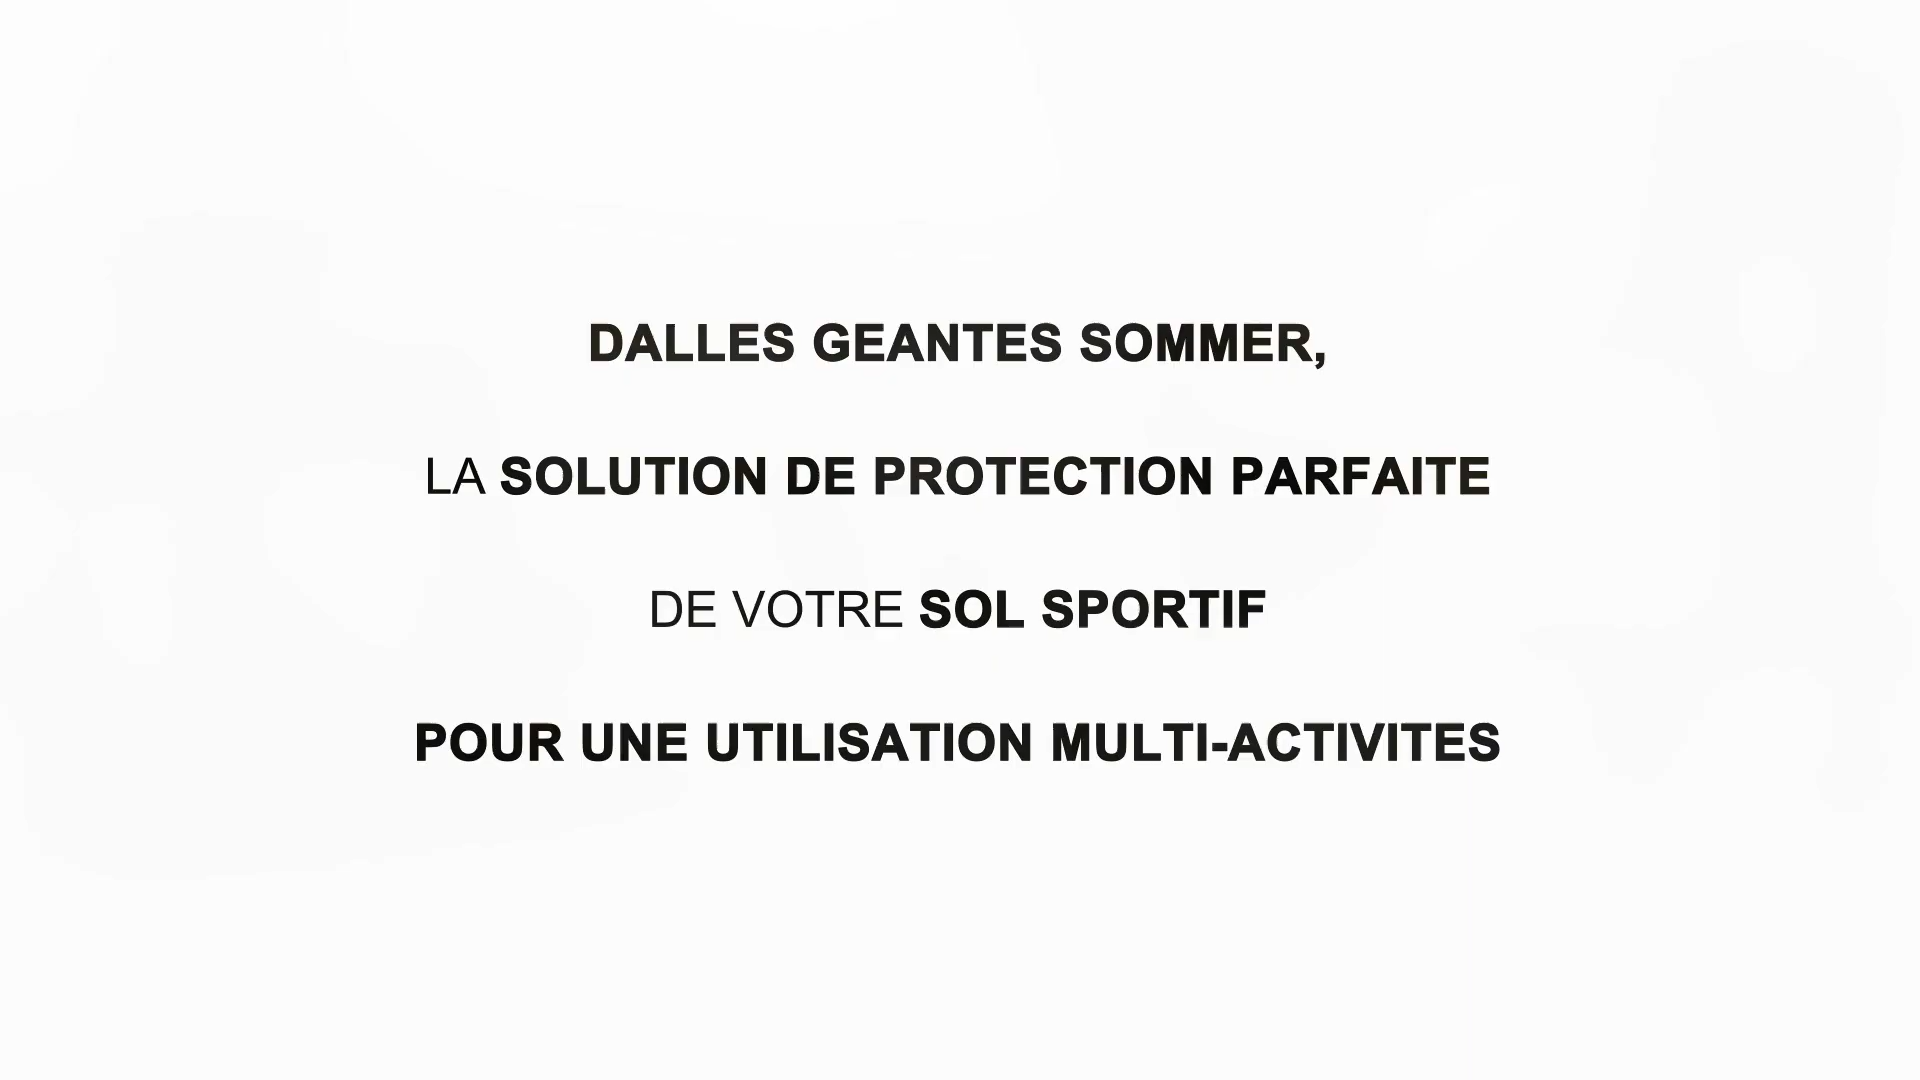 DALLES GEANTES SOMMER,
LA SOLUTION DE PROTECTION PARFAITE
DE VOTRE SOL SPORTIF
POUR UNE UTILISATION MULTI-ACTIVITES